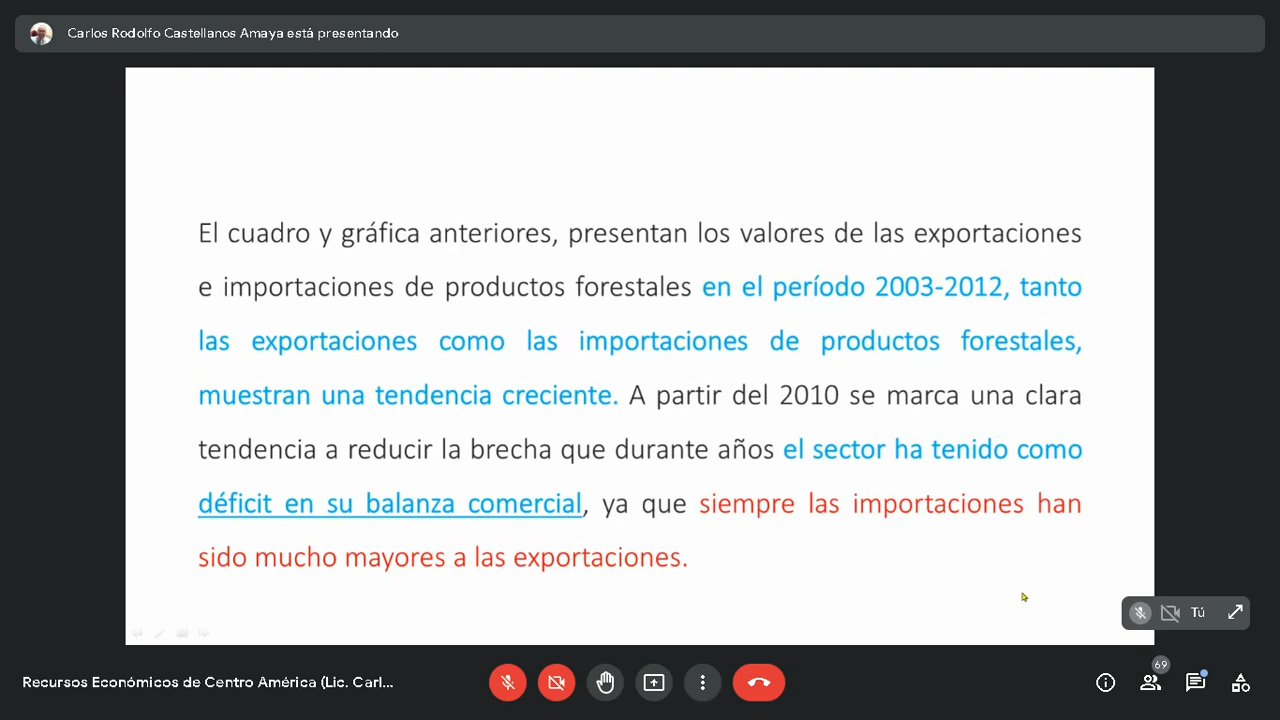 Carlos Rodolfo Castellanos Amaya está presentando
El cuadro y gráfica anteriores, presentan los valores de las exportaciones
e importaciones de productos forestales en el período 2003-2012, tanto
las exportaciones como las importaciones de productos forestales,
muestran una tendencia creciente. A partir del 2010 se marca una clara
tendencia a reducir la brecha que durante años el sector ha tenido como
déficit en su balanza comercial, ya que siempre las importaciones han
sido mucho mayores a las exportaciones.
Tú
69
Recursos Económicos de Centro América (Lic. Carl...